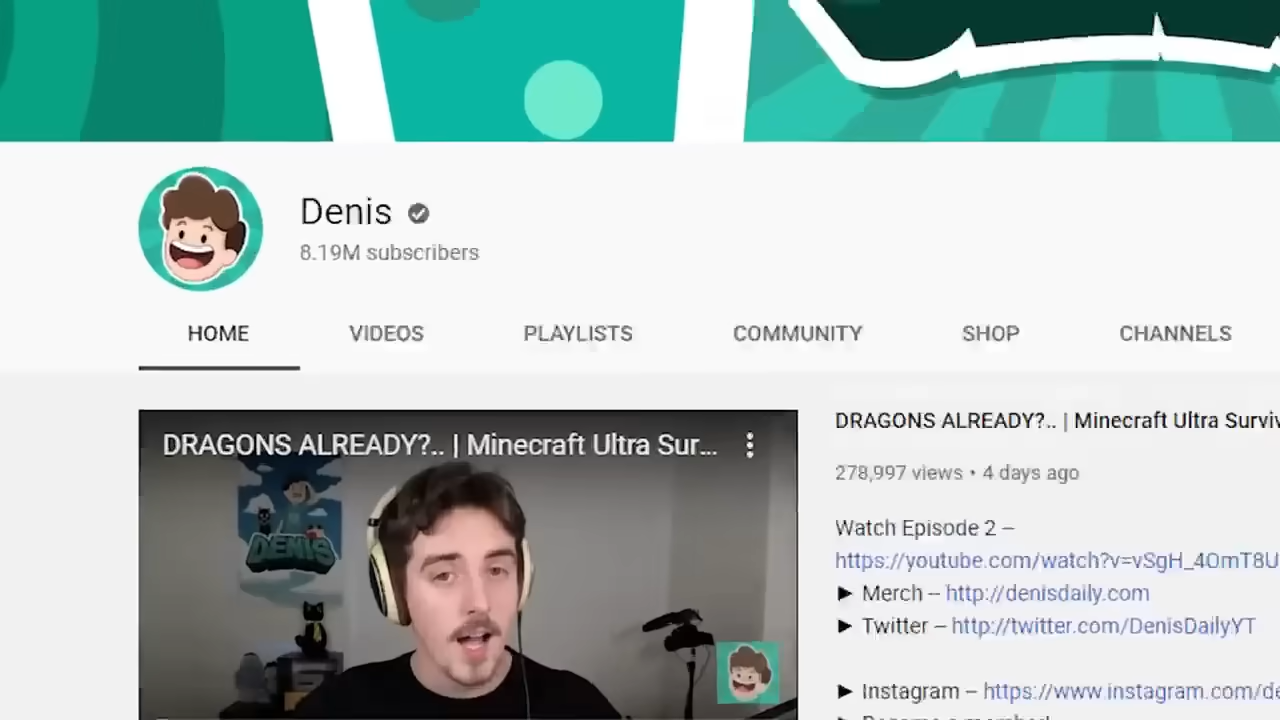 Denis
8.19M subscribers
HOME VIDEOS PLAYLISTS COMMUNITY SHOP CHANNELS
DRAGONS ALREADY?.. | Minecraft Ultra Sur...
DENIS
DRAGONS ALREADY?.. | Minecraft Ultra Surviv
278,997 views • 4 days ago
Watch Episode 2 –
https://youtube.com/watch?v=vSgH_4OmT8U
► Merch – http://denisdaily.com
► Twitter – http://twitter.com/DenisDailyYT
► Instagram – https://www.instagram.com/de